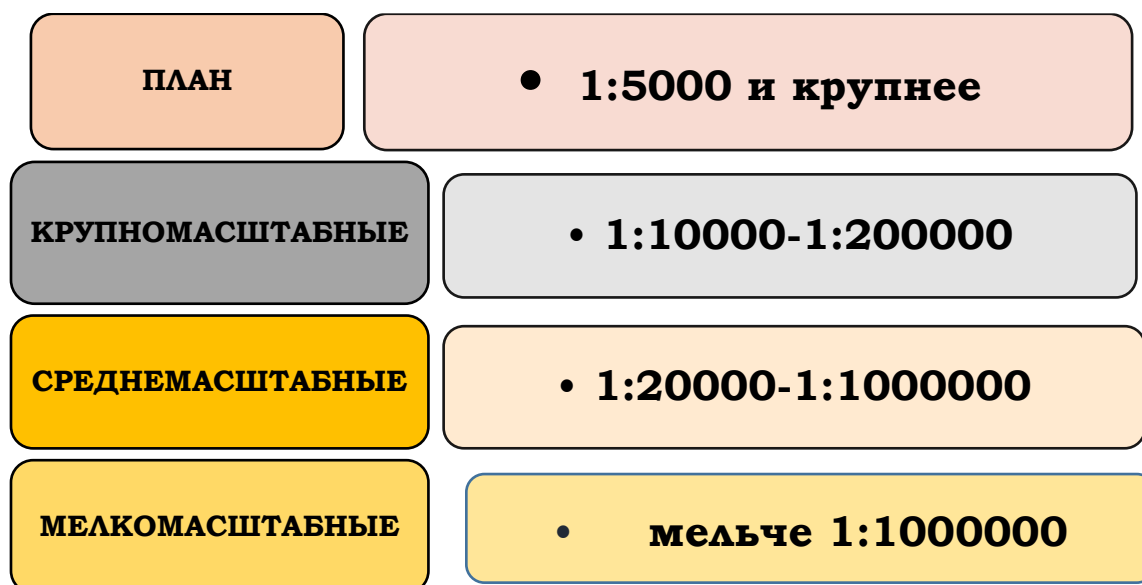 ПЛАН
• 1:5000 и крупнее
КРУПНОМАСШТАБНЫЕ
• 1:10000-1:200000
СРЕДНЕМАСШТАБНЫЕ
• 1:20000-1:1000000
МЕЛКОМАСШТАБНЫЕ
• мельче 1:1000000